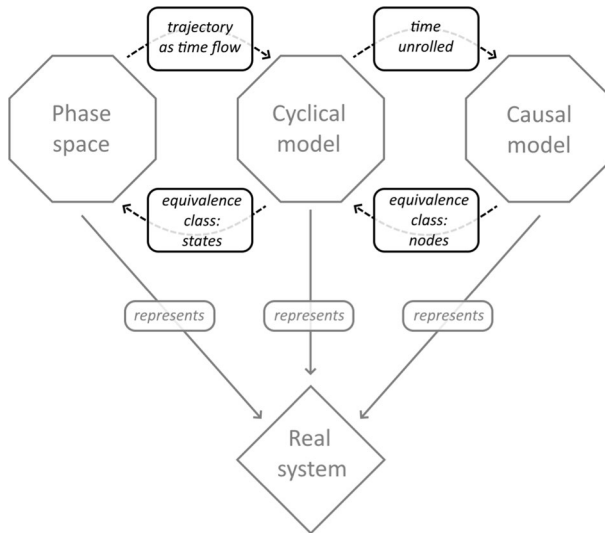 trajectory
as time flow
time
unrolled
Phase
space
Cyclical
model
Causal
model
equivalence
class:
states
equivalence
class:
nodes
represents
represents
represents
Real
system